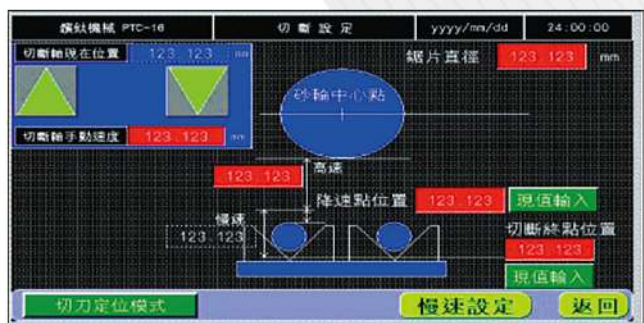 鑌鈦機械 PTC-16 切 斷 設 定 yyyy/mm/dd 24:00:00
切斷軸現在位置 123.123 mm
鋸片直徑 123.123 mm
砂輪中心點
切斷軸手動速度 123.123 mm
高速
123.123
降速點位置 123.123 現值輸入
慢速
123.123
切斷終點位置
123.123
現值輸入
切刀定位模式 慢速設定 返回